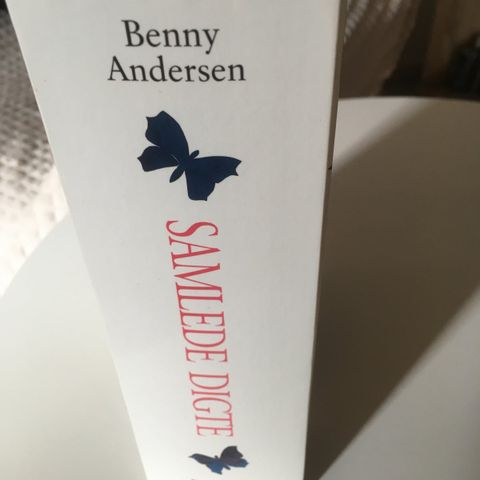 Benny
Andersen
SAMLEDE DIGTE